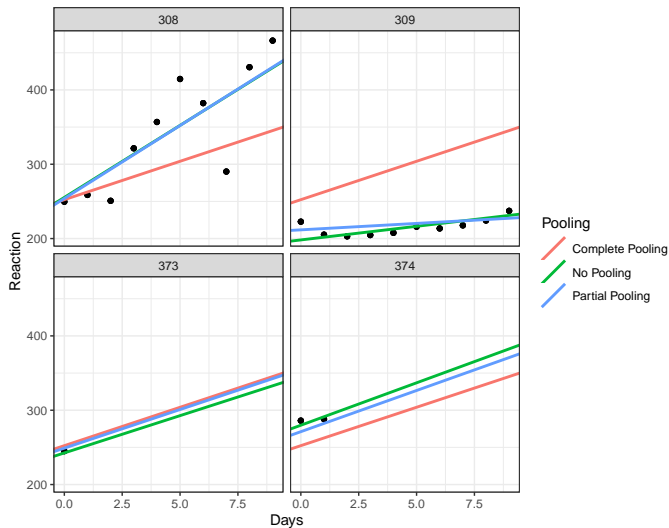 308
309
400
300
200
373
374
400
300
200
Reaction
0.0 2.5 5.0 7.5
0.0 2.5 5.0 7.5
Days
Pooling
Complete Pooling
No Pooling
Partial Pooling